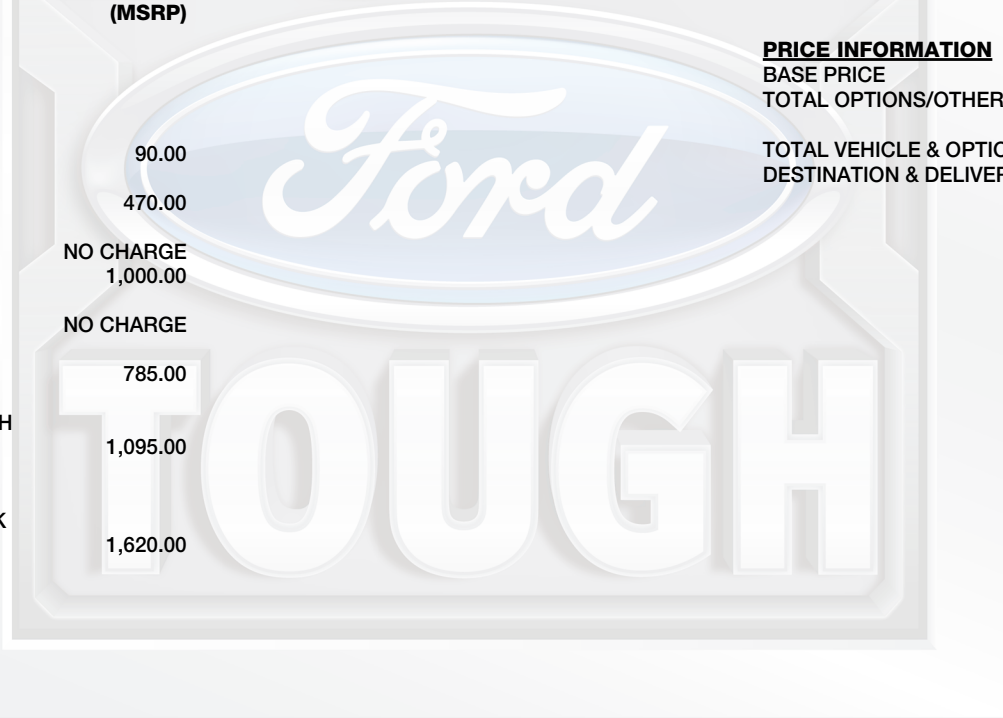 (MSRP)
90.00
470.00
NO CHARGE
1,000.00
NO CHARGE
785.00
H
1,095.00
K
1,620.00
PRICE INFORMATION
BASE PRICE
TOTAL OPTIONS/OTHER
TOTAL VEHICLE & OPTIO
DESTINATION & DELIVER
Ford
TOUGH